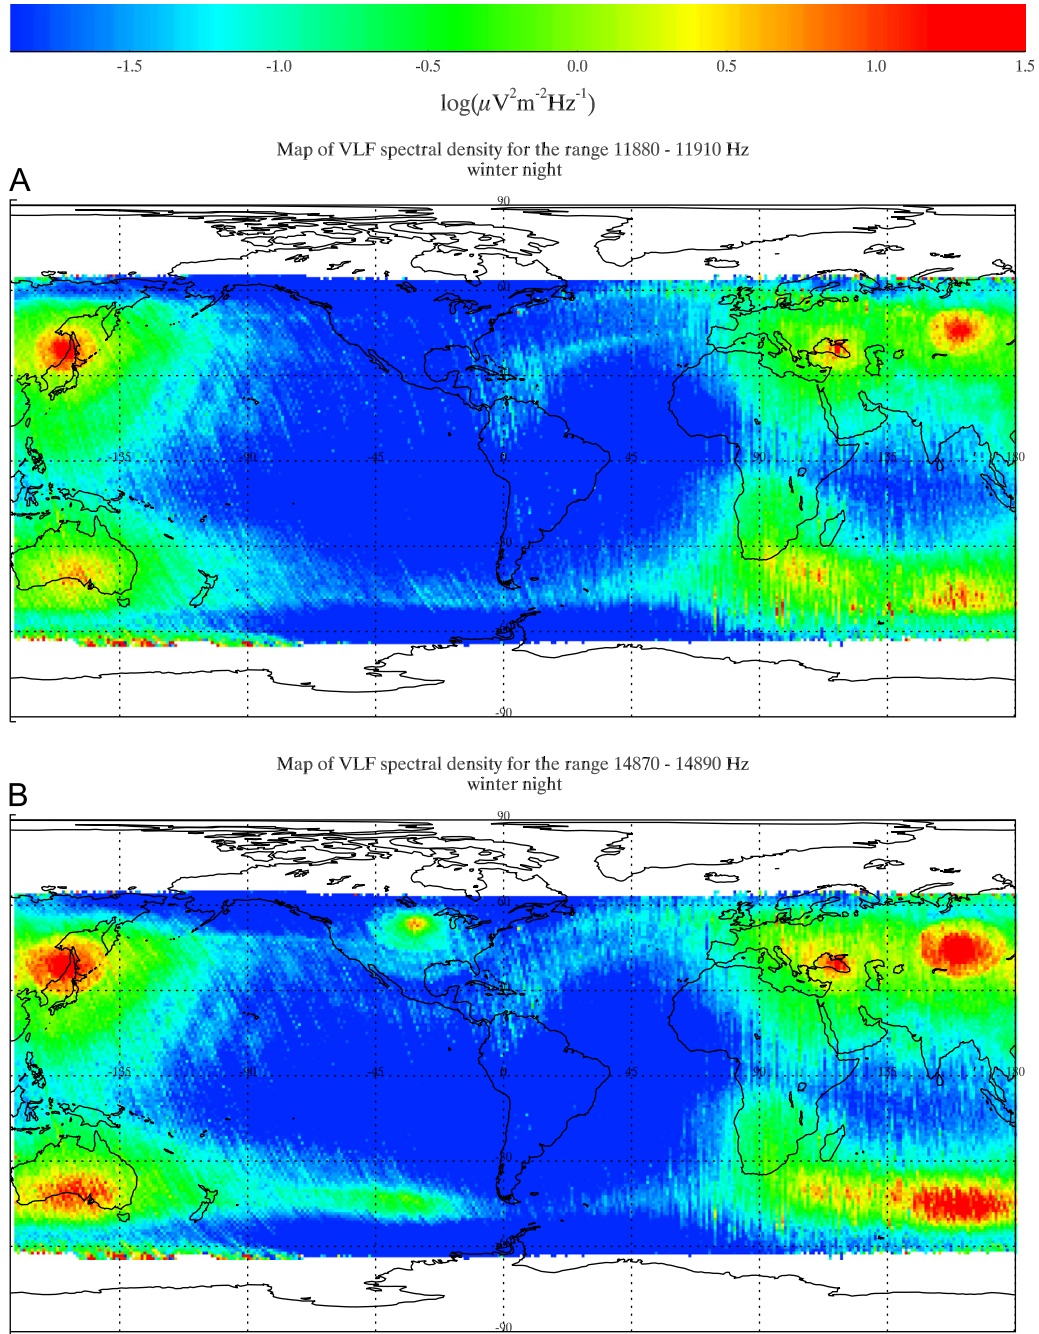 -1.5 -1.0 -0.5 0.0 0.5 1.0 1.5
log(μV²m⁻²Hz⁻¹)
Map of VLF spectral density for the range 11880 - 11910 Hz
winter night
A
90
60
-135 -90 -45 0 45 90 135 180
-90
Map of VLF spectral density for the range 14870 - 14890 Hz
winter night
B
90
60
-135 -90 -45 0 45 90 135 180
-90